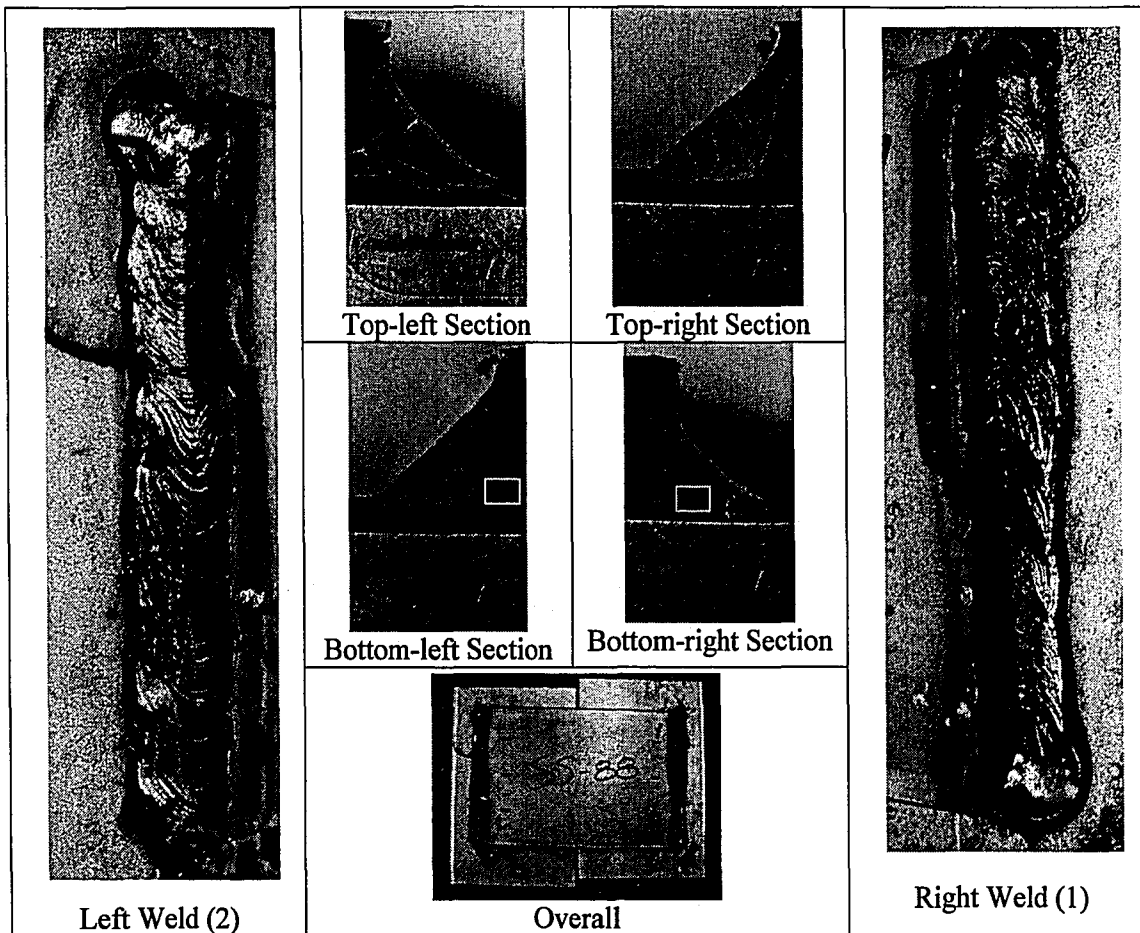 Top-left Section
Top-right Section
Bottom-left Section
Bottom-right Section
Left Weld (2)
Overall
Right Weld (1)